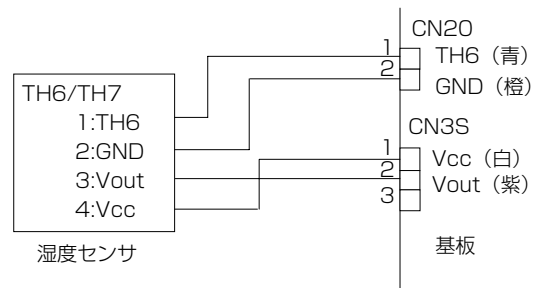 TH6/TH7
1:TH6
2:GND
3:Vout
4:Vcc
湿度センサ
CN20
1 TH6（青）
2 GND（橙）
CN3S
1 Vcc（白）
2 Vout（紫）
3
基板